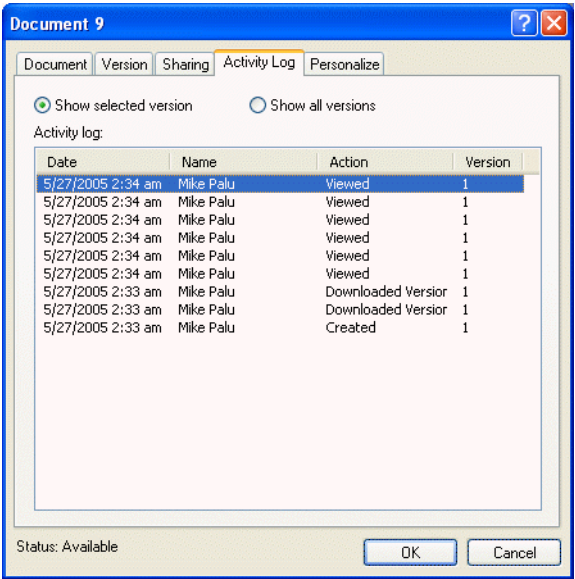 Document 9
Document Version Sharing Activity Log Personalize
Show selected version Show all versions
Activity log:
Date Name Action Version
5/27/2005 2:34 am Mike Palu Viewed 1
5/27/2005 2:34 am Mike Palu Viewed 1
5/27/2005 2:34 am Mike Palu Viewed 1
5/27/2005 2:34 am Mike Palu Viewed 1
5/27/2005 2:34 am Mike Palu Viewed 1
5/27/2005 2:34 am Mike Palu Viewed 1
5/27/2005 2:33 am Mike Palu Downloaded Versior 1
5/27/2005 2:33 am Mike Palu Downloaded Versior 1
5/27/2005 2:33 am Mike Palu Created 1
Status: Available OK Cancel